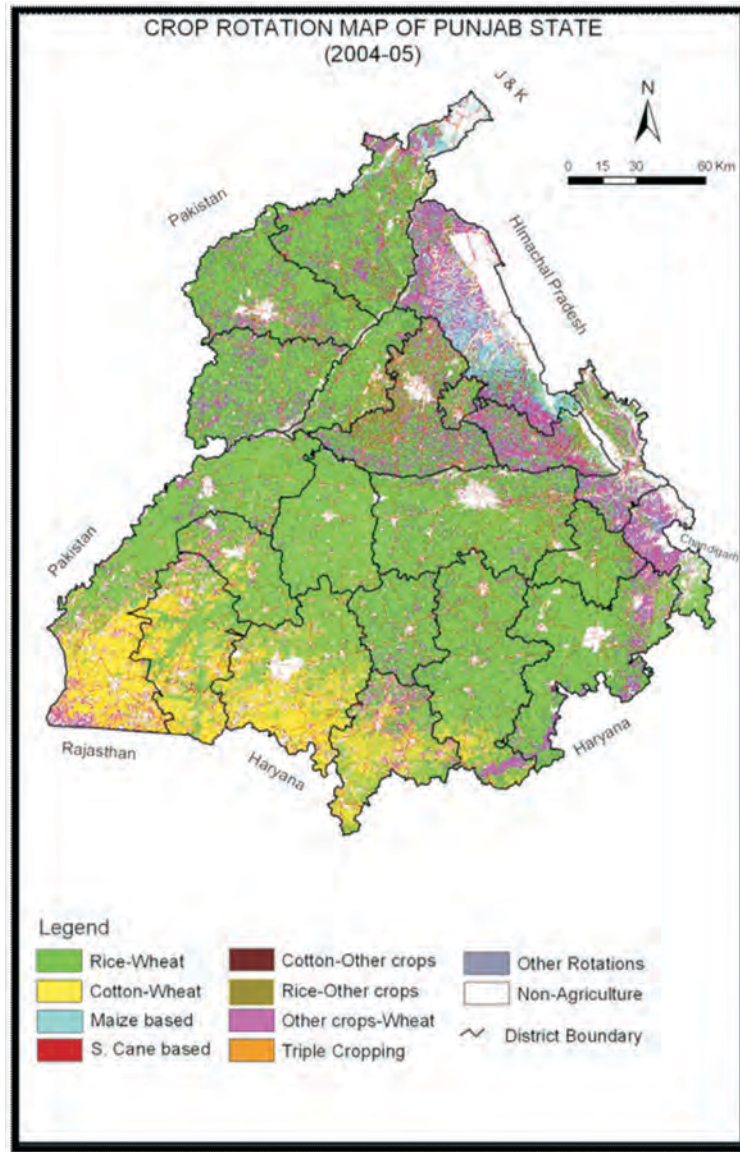 CROP ROTATION MAP OF PUNJAB STATE
(2004-05)
J & K
N
0 15 30 60 Km
Pakistan
Himachal Pradesh
Pakistan
Chandigarh
Rajasthan
Haryana
Haryana
Legend
Rice-Wheat
Cotton-Wheat
Maize based
S. Cane based
Cotton-Other crops
Rice-Other crops
Other crops-Wheat
Triple Cropping
Other Rotations
Non-Agriculture
District Boundary